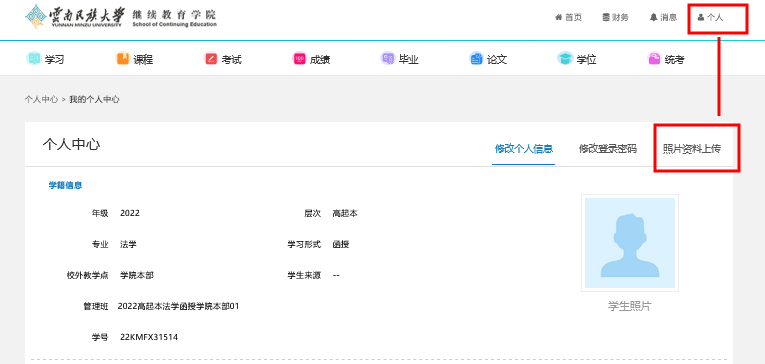 雲南民族大学 继续教育学院
YUNNAN MINZU UNIVERSITY School of Continuing Education
首页 财务 消息 个人
学习 课程 考试 成绩 毕业 论文 学位 统考
个人中心 > 我的个人中心
个人中心 修改个人信息 修改登录密码 照片资料上传
学籍信息
年级 2022 层次 高起本
专业 法学 学习形式 函授
校外教学点 学院本部 学生来源 --
管理班 2022高起本法学函授学院本部01
学生照片
学号 22KMFX31514